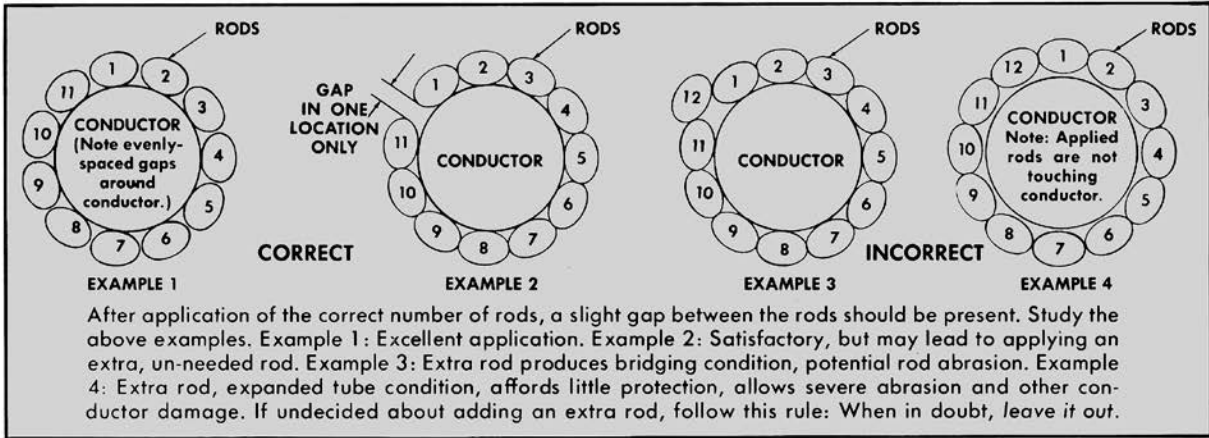 RODS
1
2
3
4
5
6
7
8
9
10
11
CONDUCTOR
(Note evenly-
spaced gaps
around
conductor.)
EXAMPLE 1
CORRECT
RODS
GAP
IN ONE
LOCATION
ONLY
1
2
3
4
5
6
7
8
9
10
11
CONDUCTOR
EXAMPLE 2
RODS
1
2
3
4
5
6
7
8
9
10
11
12
CONDUCTOR
EXAMPLE 3
INCORRECT
RODS
1
2
3
4
5
6
7
8
9
10
11
12
CONDUCTOR
Note: Applied
rods are not
touching
conductor.
EXAMPLE 4
After application of the correct number of rods, a slight gap between the rods should be present. Study the
above examples. Example 1: Excellent application. Example 2: Satisfactory, but may lead to applying an
extra, un-needed rod. Example 3: Extra rod produces bridging condition, potential rod abrasion. Example
4: Extra rod, expanded tube condition, affords little protection, allows severe abrasion and other con-
ductor damage. If undecided about adding an extra rod, follow this rule: When in doubt, leave it out.